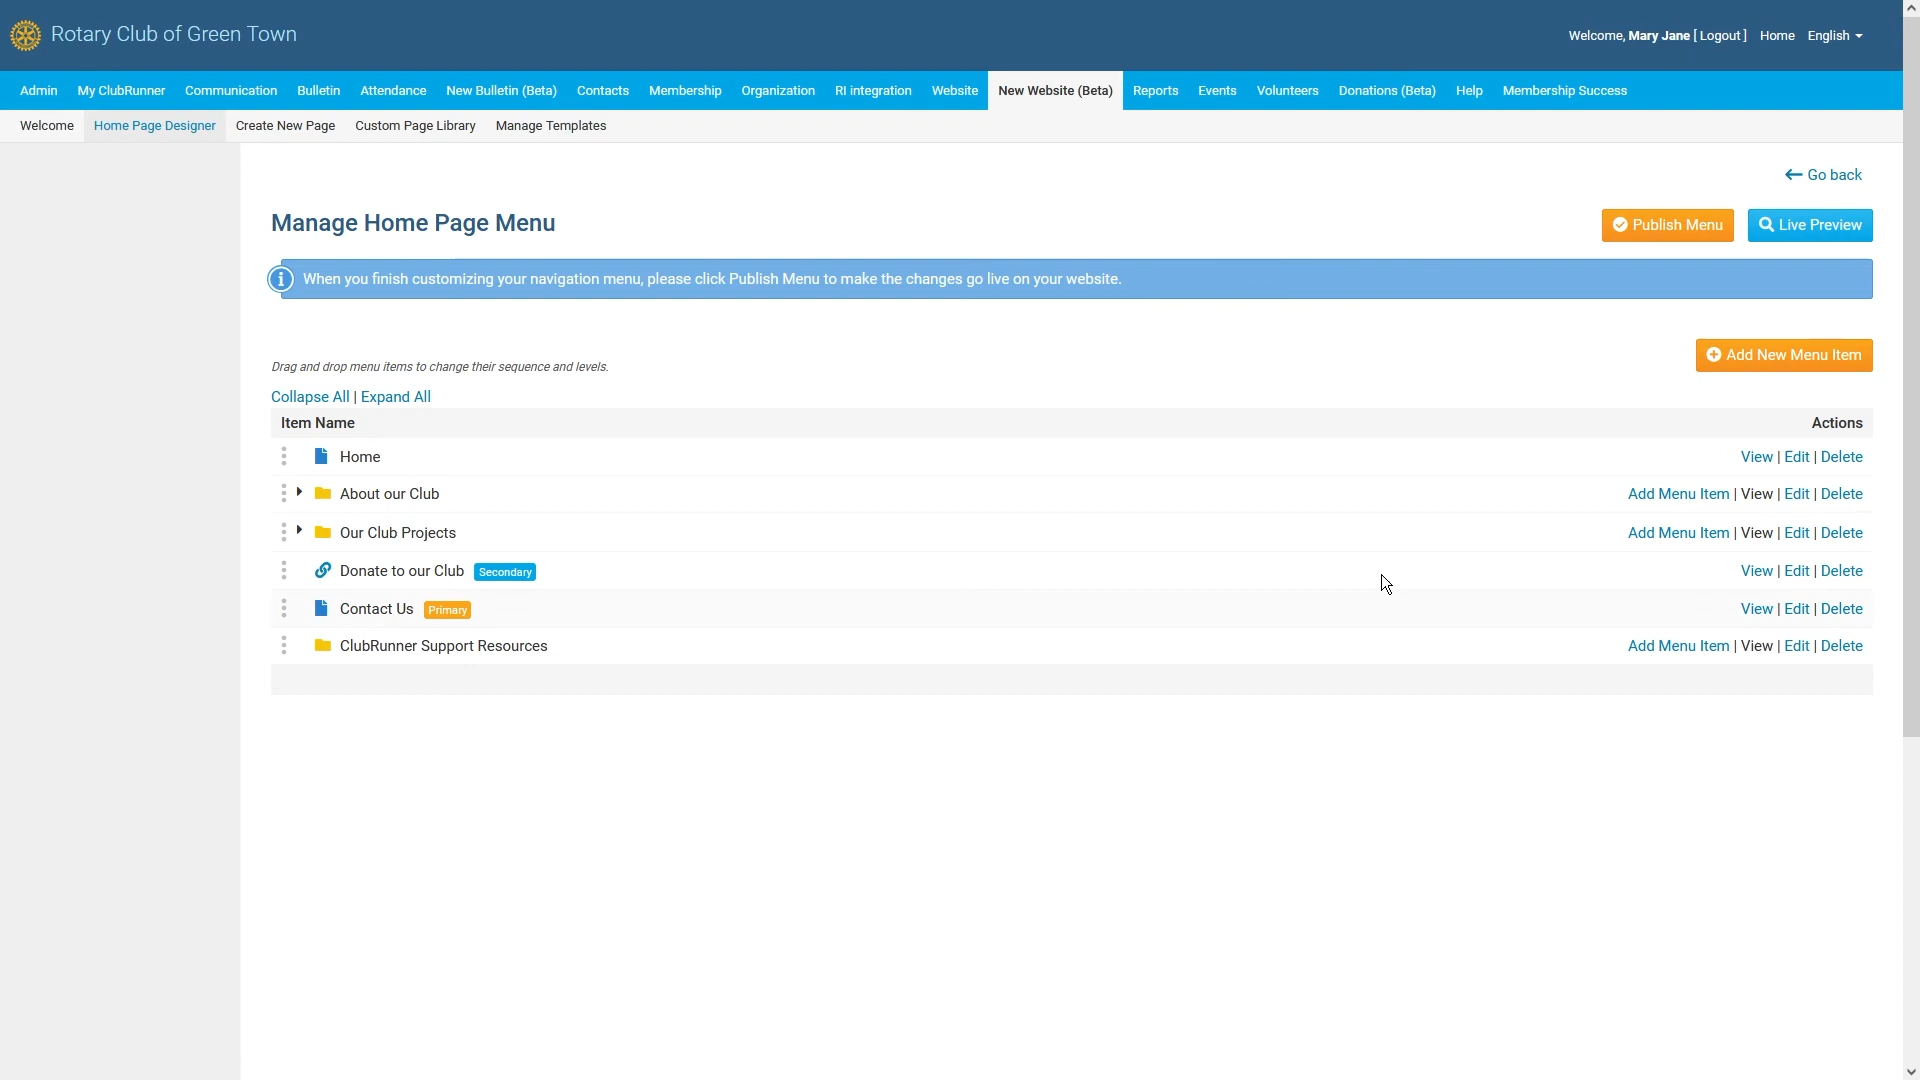 Rotary Club of Green Town
Welcome, Mary Jane [ Logout ] Home English
Admin My ClubRunner Communication Bulletin Attendance New Bulletin (Beta) Contacts Membership Organization RI integration Website New Website (Beta) Reports Events Volunteers Donations (Beta) Help Membership Success
Welcome Home Page Designer Create New Page Custom Page Library Manage Templates
Go back
Manage Home Page Menu
Publish Menu Live Preview
When you finish customizing your navigation menu, please click Publish Menu to make the changes go live on your website.
Add New Menu Item
Drag and drop menu items to change their sequence and levels.
Collapse All | Expand All
Item Name Actions
Home View | Edit | Delete
About our Club Add Menu Item | View | Edit | Delete
Our Club Projects Add Menu Item | View | Edit | Delete
Donate to our Club Secondary View | Edit | Delete
Contact Us Primary View | Edit | Delete
ClubRunner Support Resources Add Menu Item | View | Edit | Delete